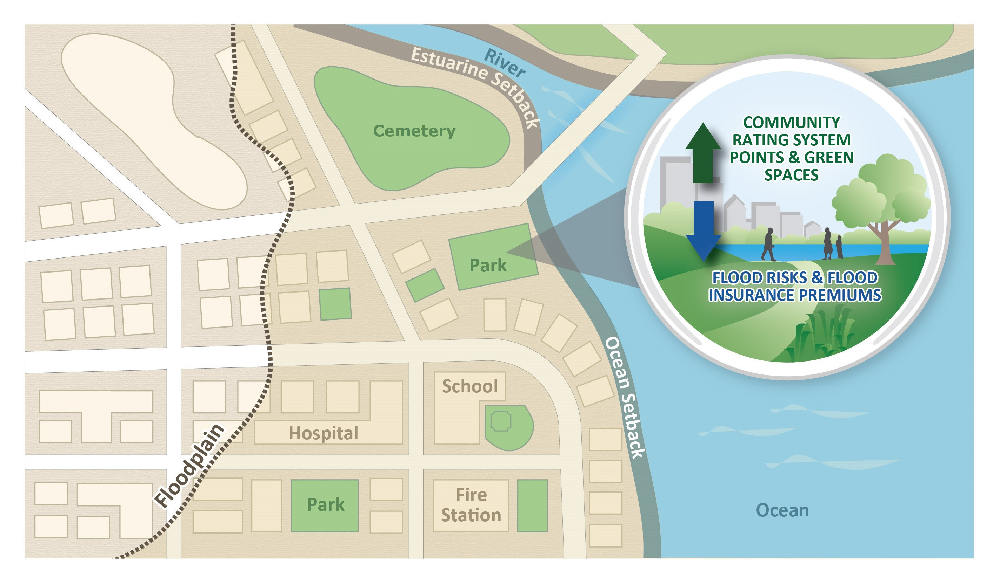 River
Estuarine Setback
Cemetery
COMMUNITY
RATING SYSTEM
POINTS & GREEN
SPACES
Park
FLOOD RISKS & FLOOD
INSURANCE PREMIUMS
Ocean Setback
School
Hospital
Floodplain
Park
Fire
Station
Ocean